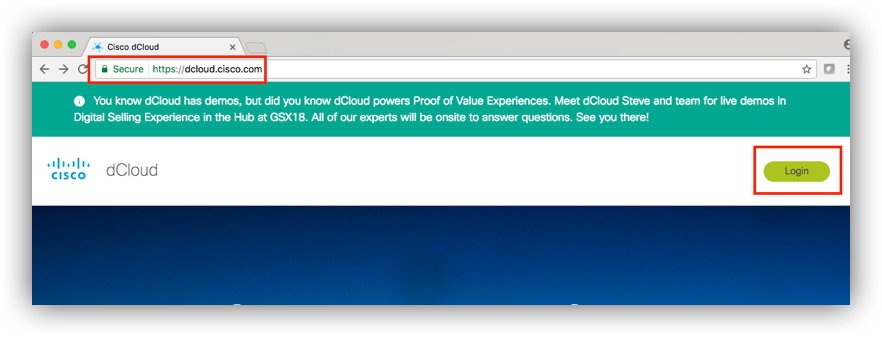 Cisco dCloud
Secure https://dcloud.cisco.com
You know dCloud has demos, but did you know dCloud powers Proof of Value Experiences. Meet dCloud Steve and team for live demos in
Digital Selling Experience in the Hub at GSX18. All of our experts will be onsite to answer questions. See you there!
CISCO dCloud
Login